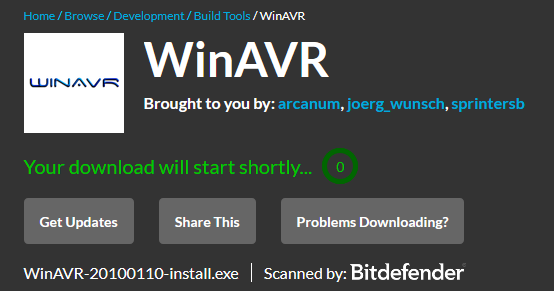 Home / Browse / Development / Build Tools / WinAVR
WINAVR
WinAVR
Brought to you by: arcanum, joerg_wunsch, sprintersb
Your download will start shortly... 0
Get Updates Share This Problems Downloading?
WinAVR-20100110-install.exe | Scanned by: Bitdefender